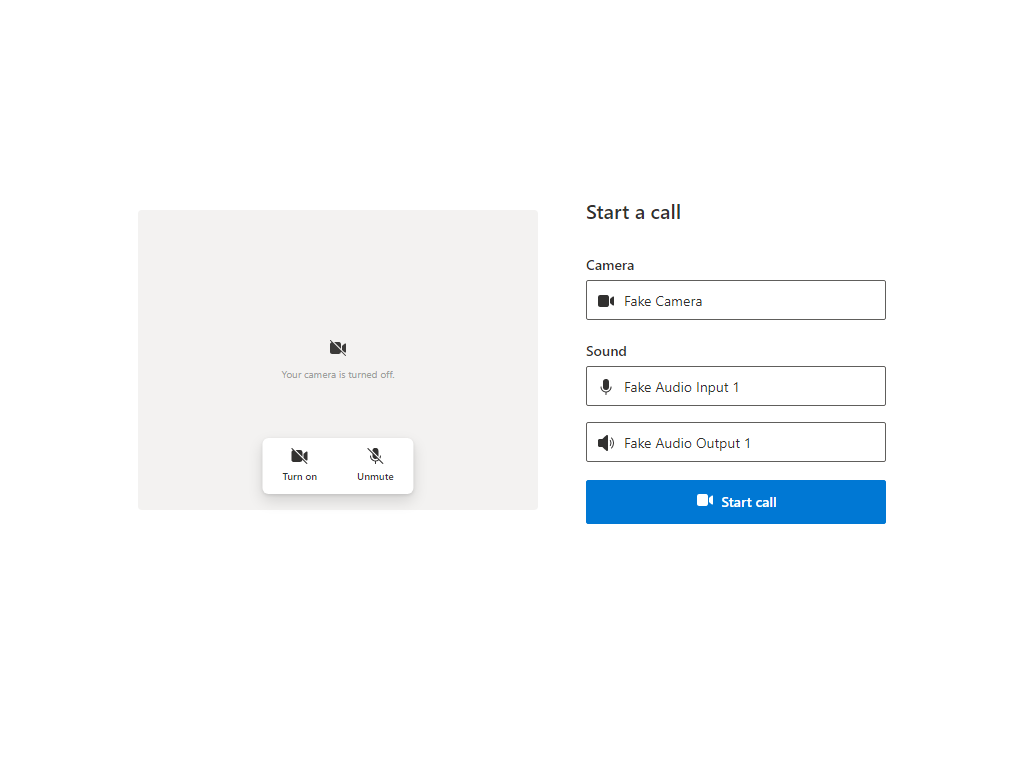 Start a call
Camera
Fake Camera
Your camera is turned off.
Sound
Fake Audio Input 1
Fake Audio Output 1
Turn on
Unmute
Start call